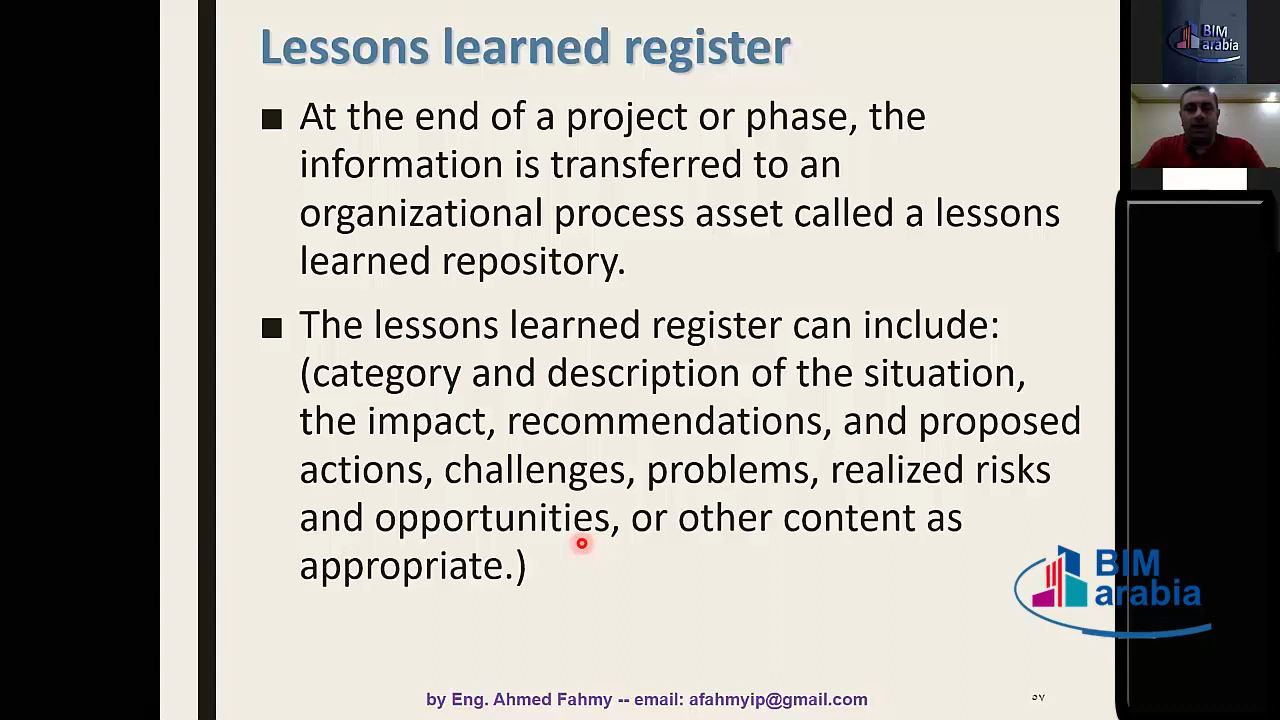 Lessons learned register
■ At the end of a project or phase, the
information is transferred to an
organizational process asset called a lessons
learned repository.
■ The lessons learned register can include:
(category and description of the situation,
the impact, recommendations, and proposed
actions, challenges, problems, realized risks
and opportunities, or other content as
appropriate.)
by Eng. Ahmed Fahmy -- email: afahmyip@gmail.com
٥٧
BIM
arabia
BIM
arabia